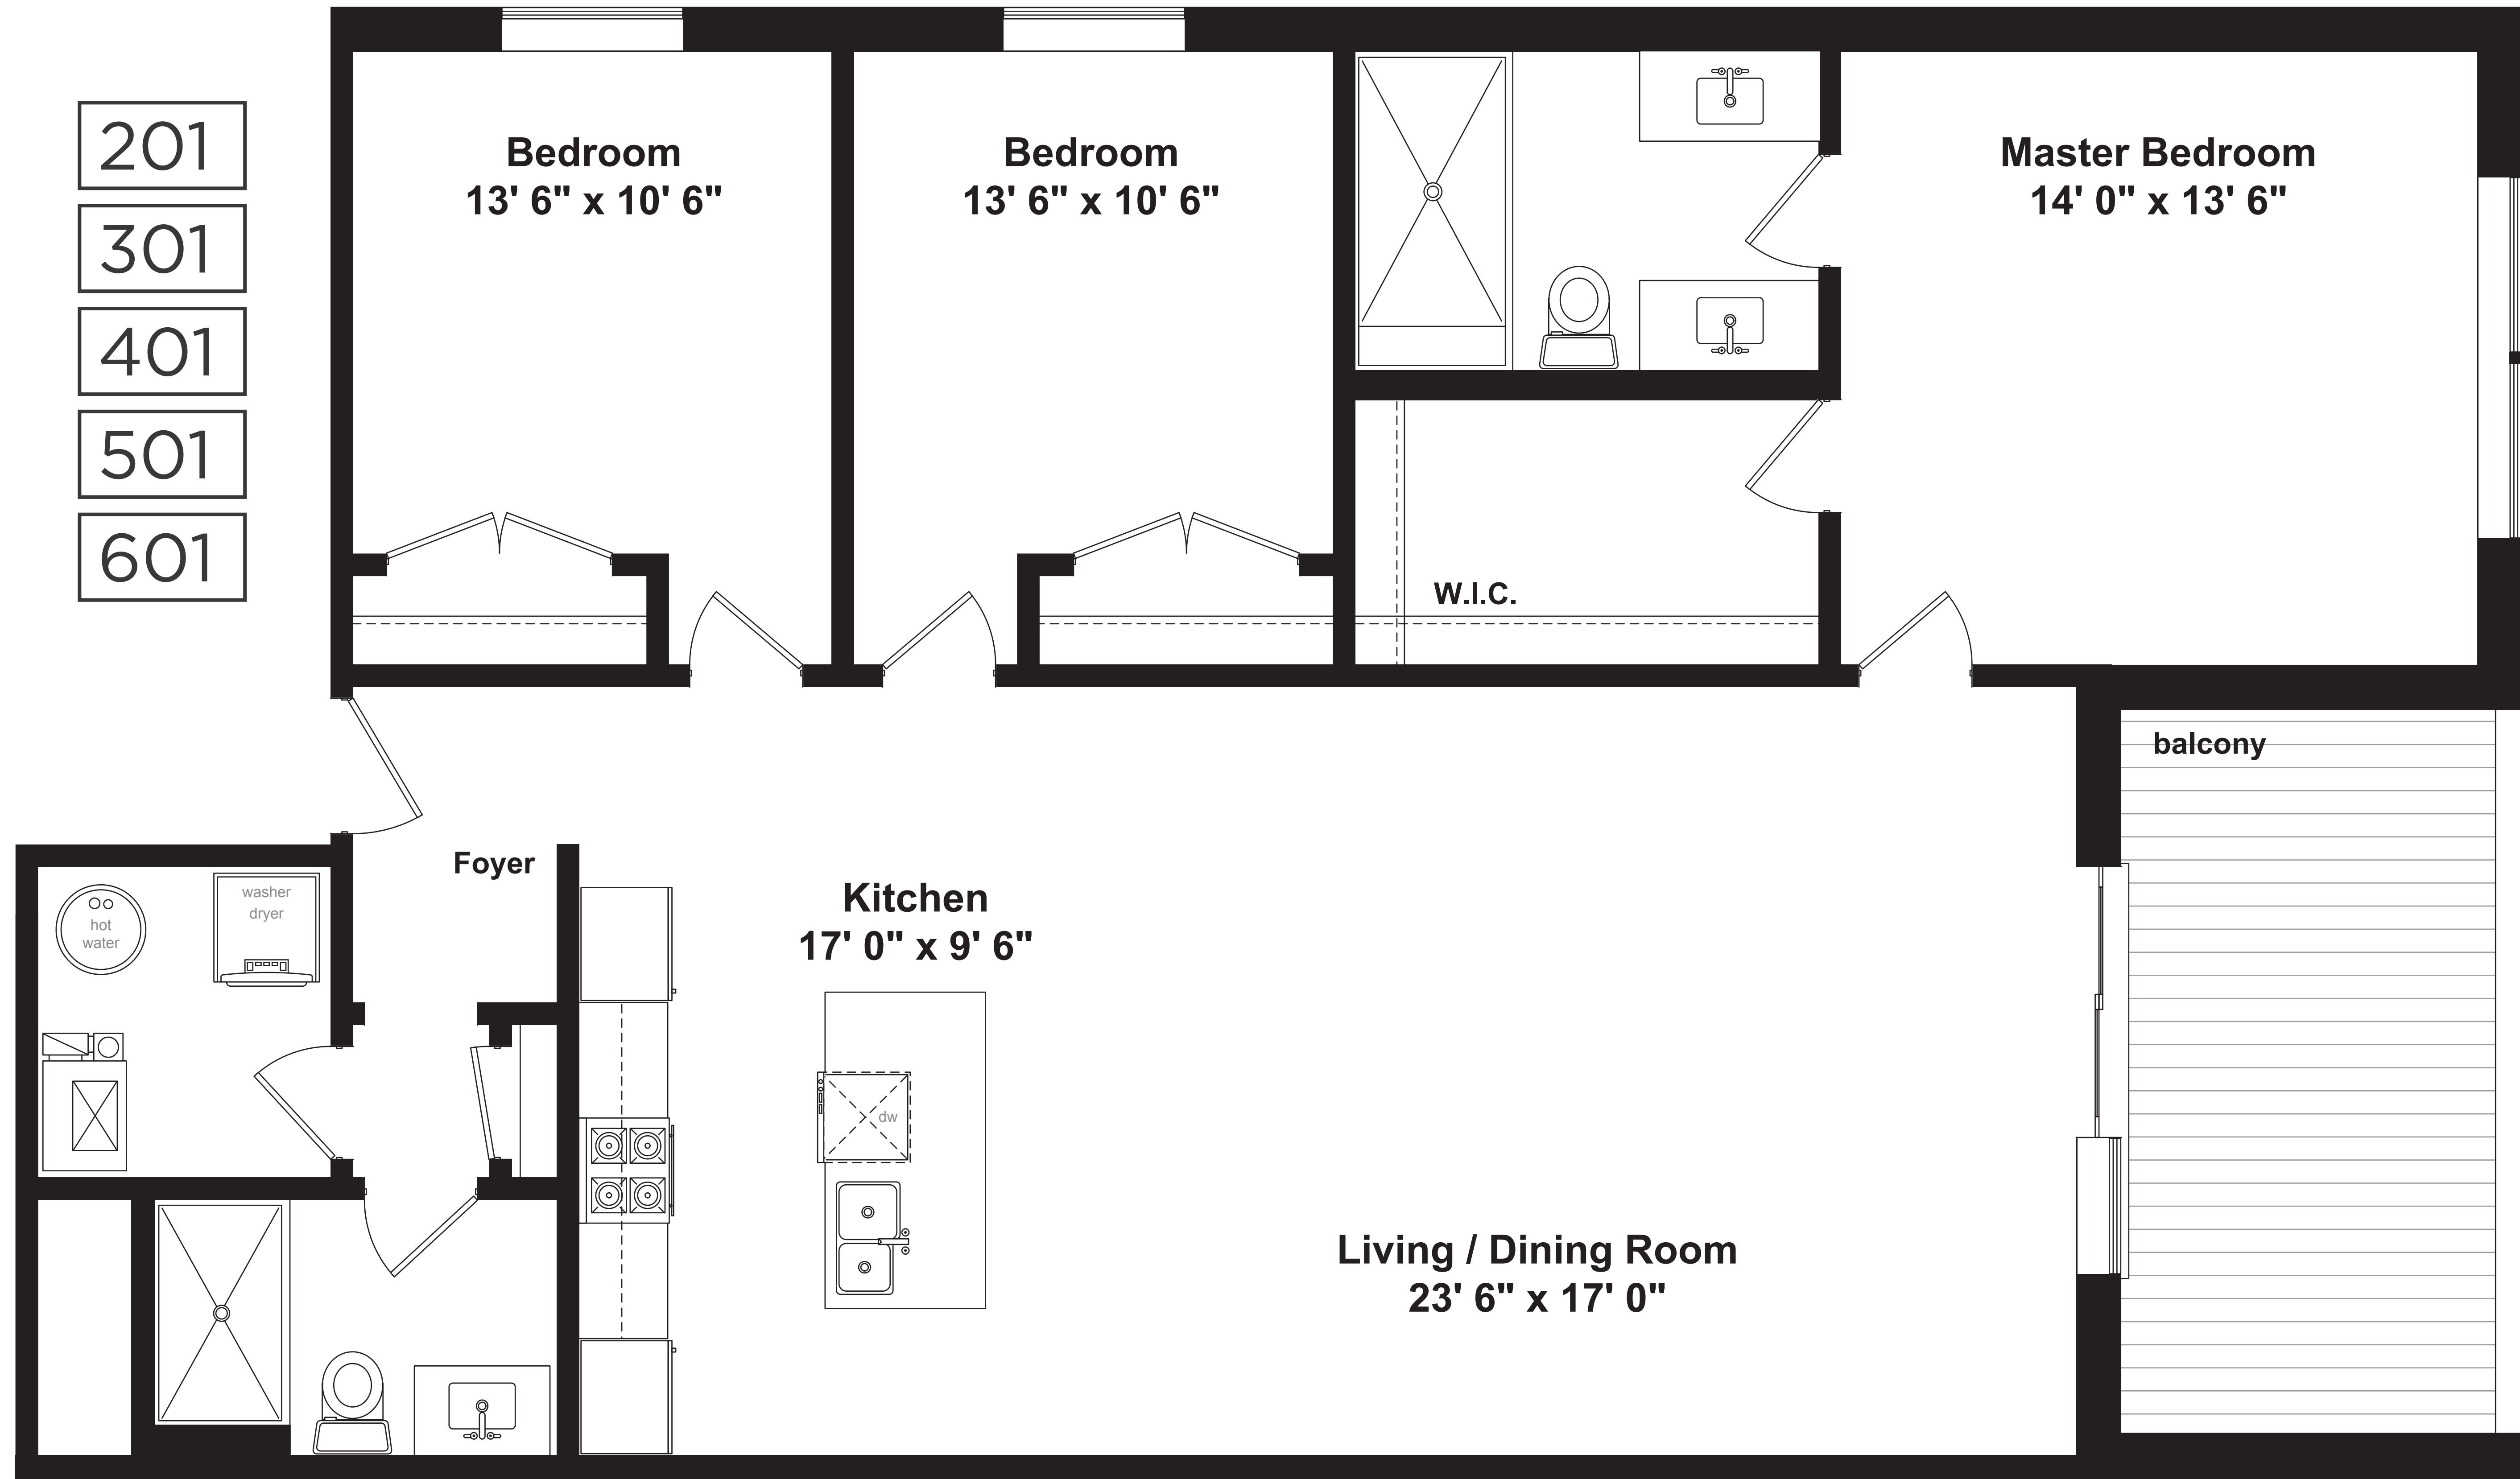 201
301
401
501
601
Bedroom
13' 6" x 10' 6"
Bedroom
13' 6" x 10' 6"
Master Bedroom
14' 0" x 13' 6"
W.I.C.
balcony
Foyer
washer
dryer
hot
water
Kitchen
17' 0" x 9' 6"
dw
Living / Dining Room
23' 6" x 17' 0"